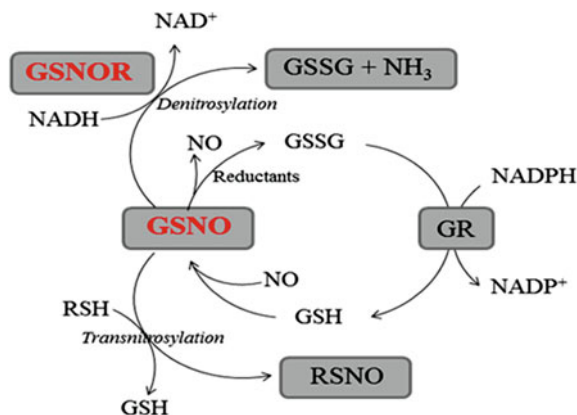 NAD⁺
GSNOR
GSSG + NH₃
NADH
Denitrosylation
NO
GSSG
Reductants
NADPH
GSNO
GR
NO
NADP⁺
RSH
GSH
Transnitrosylation
RSNO
GSH